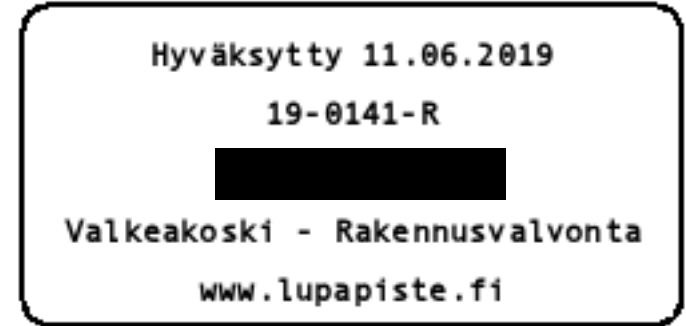 Hyväksytty 11.06.2019
19-0141-R
Valkeakoski - Rakennusvalvonta
www.lupapiste.fi